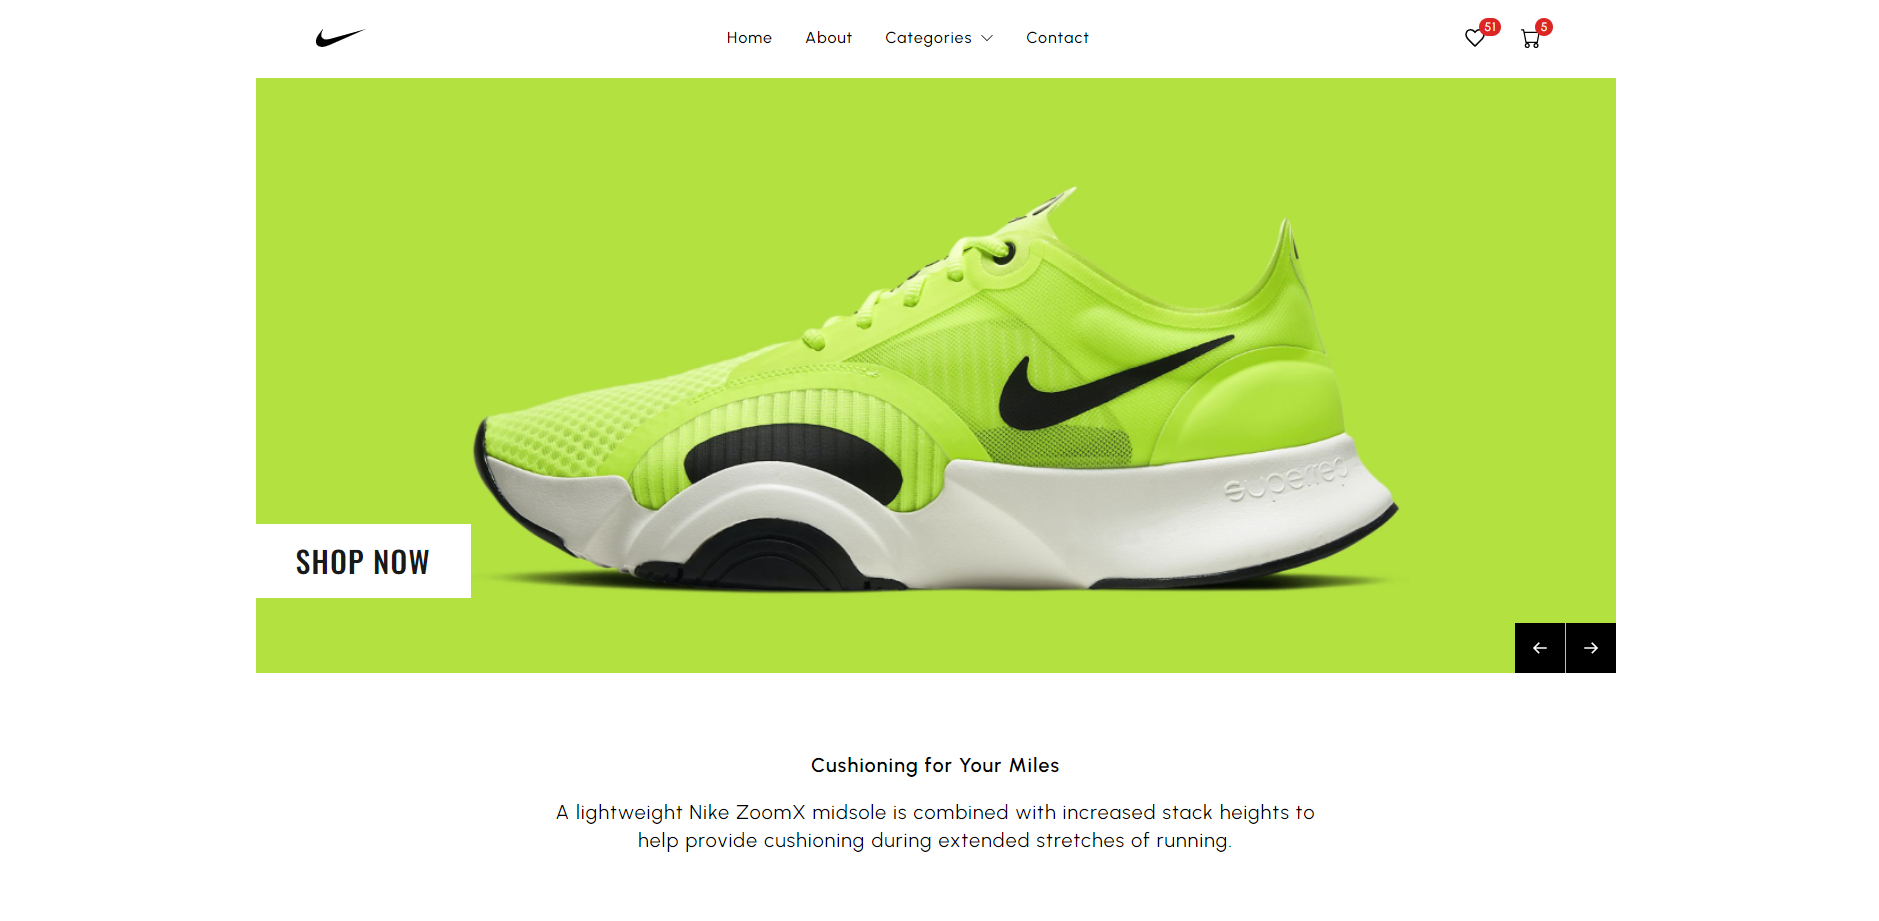 Home About Categories Contact 51 5
superrep
SHOP NOW
Cushioning for Your Miles
A lightweight Nike ZoomX midsole is combined with increased stack heights to
help provide cushioning during extended stretches of running.